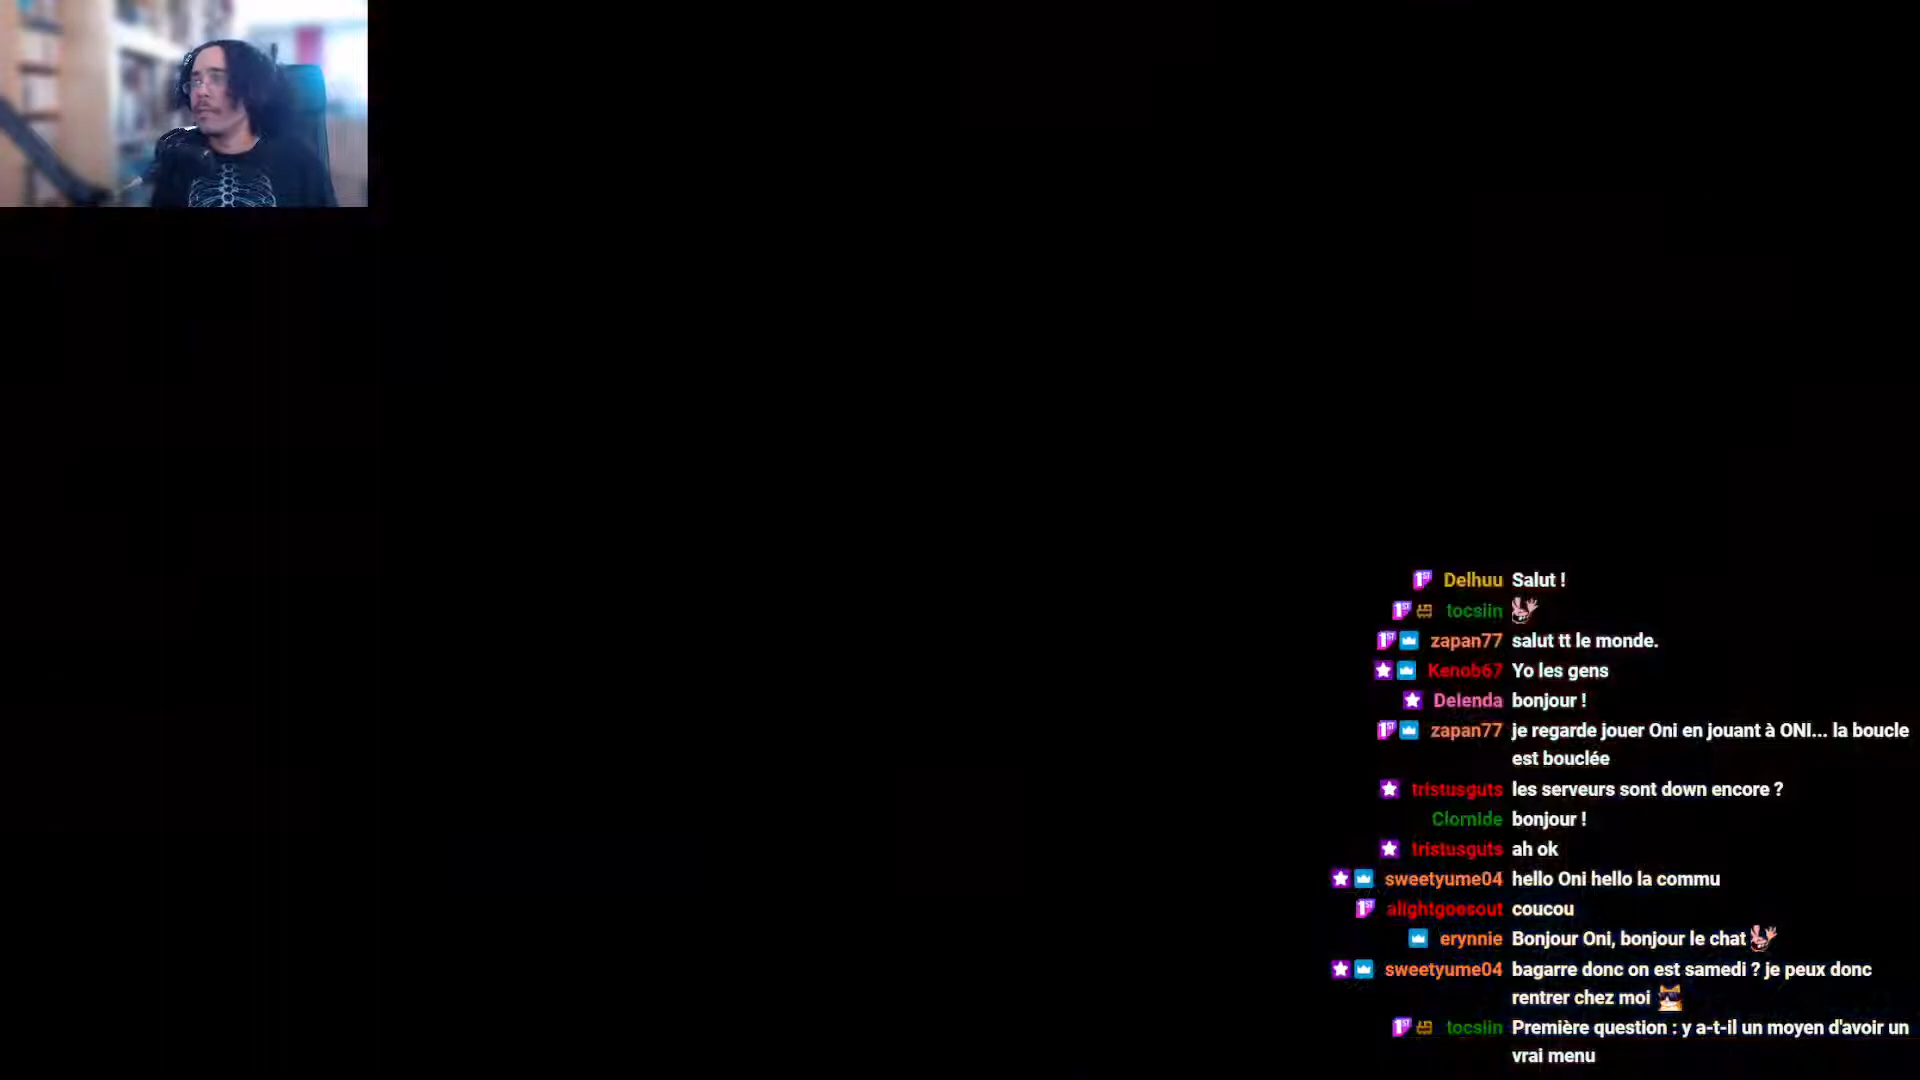 Delhuu Salut !
tocsiin
zapan77 salut tt le monde.
Kenob67 Yo les gens
Delenda bonjour !
zapan77 je regarde jouer Oni en jouant à ONI... la boucle
est bouclée
tristusguts les serveurs sont down encore ?
Clornide bonjour !
tristusguts ah ok
sweetyume04 hello Oni hello la commu
alightgoesout coucou
erynnie Bonjour Oni, bonjour le chat
sweetyume04 bagarre donc on est samedi ? je peux donc
rentrer chez moi
tocsiin Première question : y a-t-il un moyen d'avoir un
vrai menu